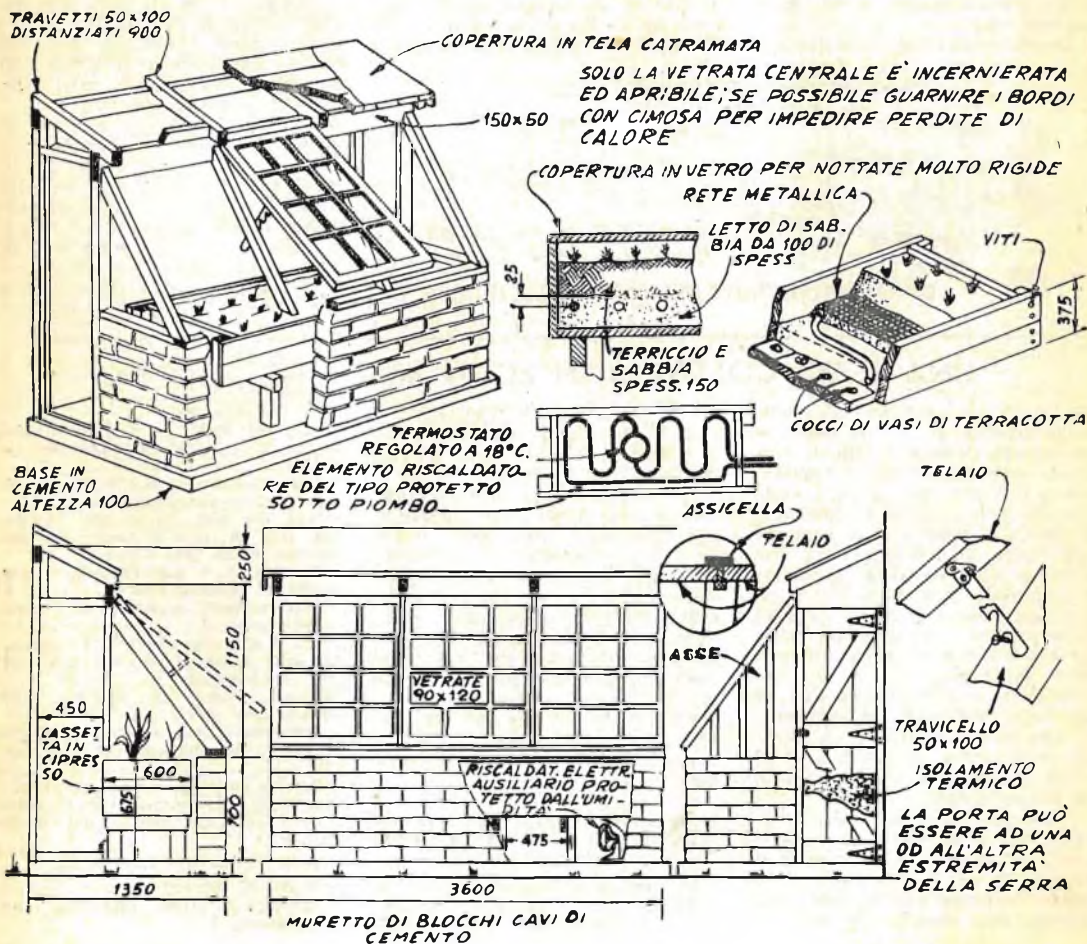 TRAVETTI 50x100
DISTANZIATI 900
COPERTURA IN TELA CATRAMATA
SOLO LA VETRATA CENTRALE E' INCERNIERATA
ED APRIBILE; SE POSSIBILE GUARNIRE I BORDI
CON CIMOSA PER IMPEDIRE PERDITE DI
CALORE
150x50
COPERTURA IN VETRO PER NOTTATE MOLTO RIGIDE
RETE METALLICA
LETTO DI SAB-
BIA DA 100 DI
SPESS
VITI
25
375
TERRICCIO E
SABBIA
SPESS. 150
COCCI DI VASI DI TERRACOTTA
TERMOSTATO
REGOLATO A 18°C.
ELEMENTO RISCALDATO-
RE DEL TIPO PROTETTO
SOTTO PIOMBO
BASE IN
CEMENTO
ALTEZZA 100
TELAIO
ASSICELLA
TELAIO
250
1150
ASSE
VETRATE
90x120
450
CASSET
TA IN
CIPRES
SO
600
675
700
RISCALDAT. ELETTR.
AUSILIARIO PRO-
TETTO DALL'UMI-
DITA'
475
TRAVICELLO
50x100
ISOLAMENTO
TERMICO
LA PORTA PUÒ
ESSERE AD UNA
OD ALL'ALTRA
ESTREMITA'
DELLA SERRA
1350
3600
MURETTO DI BLOCCHI CAVI DI
CEMENTO